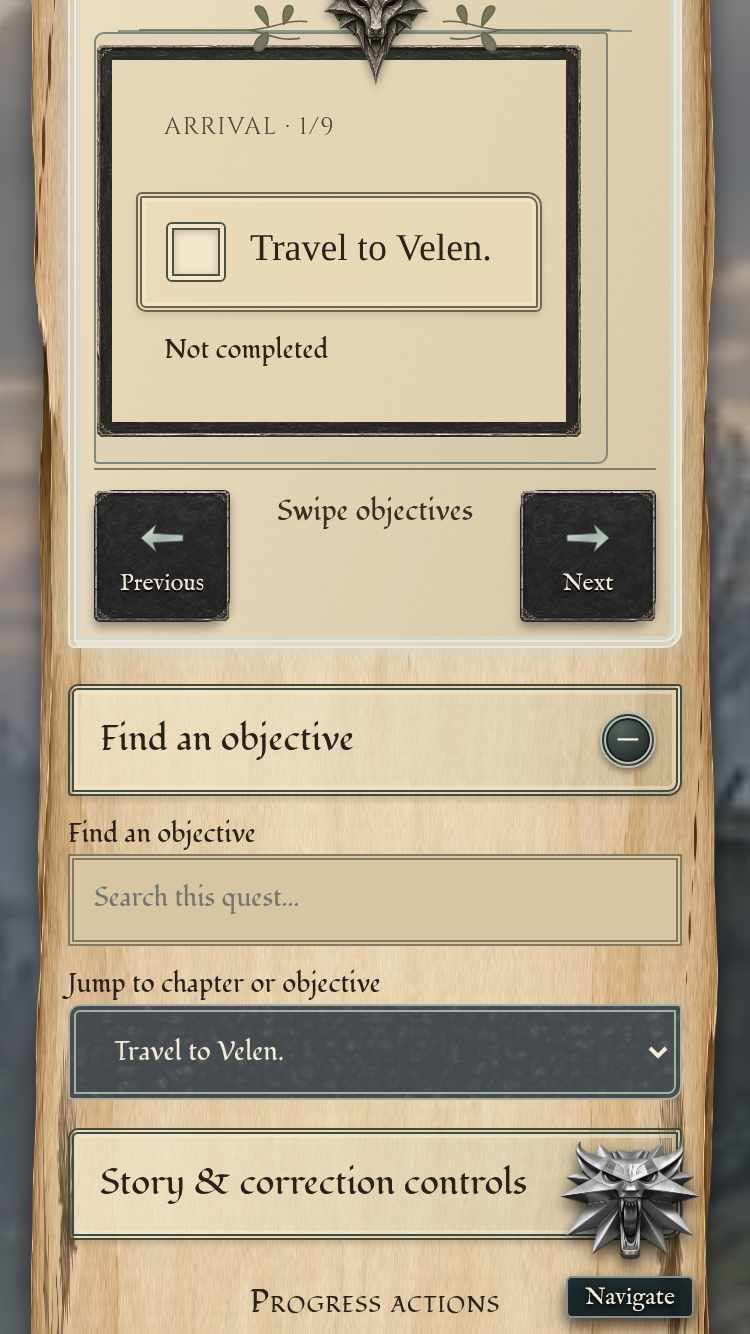 ARRIVAL · 1/9
Travel to Velen.
Not completed
Swipe objectives
Previous
Next
Find an objective
Find an objective
Search this quest...
Jump to chapter or objective
Travel to Velen.
Story & correction controls
Progress actions
Navigate